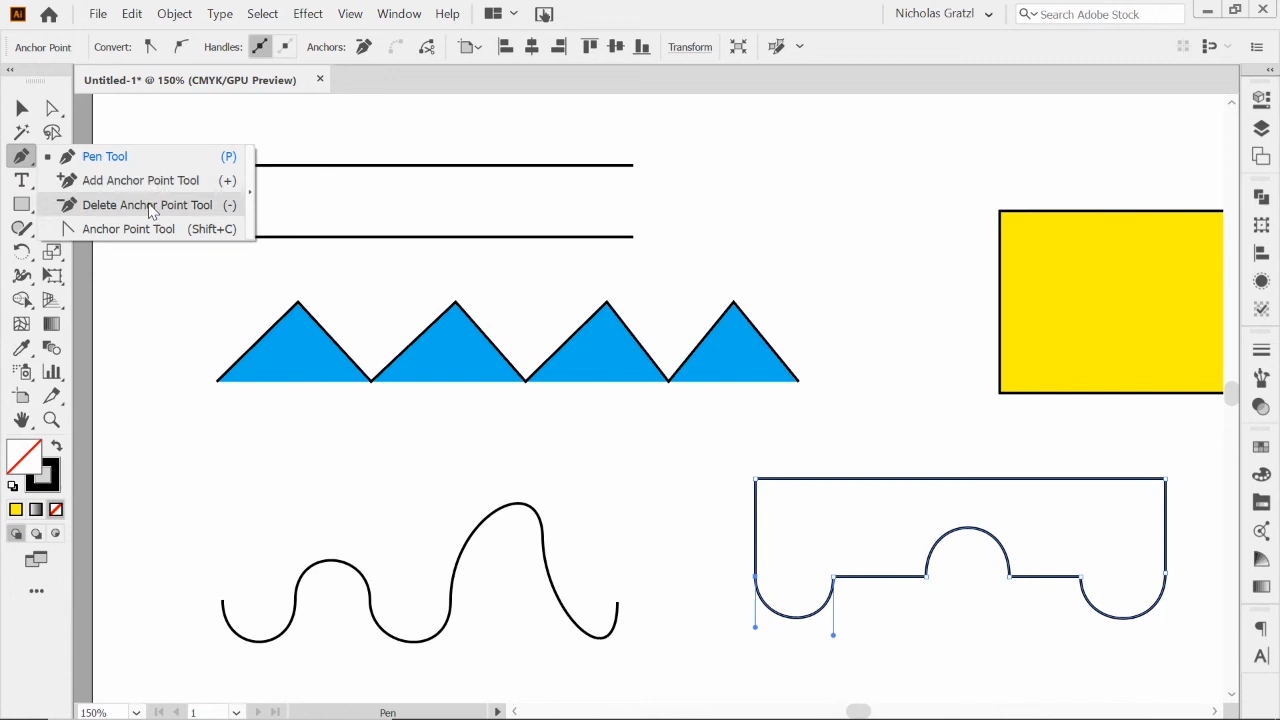 Ai File Edit Object Type Select Effect View Window Help Nicholas Gratzl Search Adobe Stock
Anchor Point Convert: Handles: Anchors: Transform
Untitled-1* @ 150% (CMYK/GPU Preview)
Pen Tool (P)
Add Anchor Point Tool (+)
Delete Anchor Point Tool (-)
Anchor Point Tool (Shift+C)
150% 1 Pen